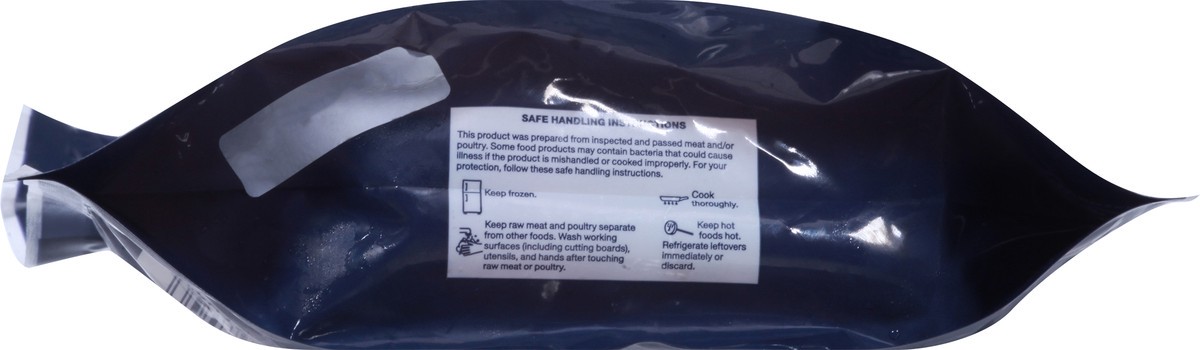 SAFE HANDLING INSTRUCTIONS
This product was prepared from inspected and passed meat and/or
poultry. Some food products may contain bacteria that could cause
illness if the product is mishandled or cooked improperly. For your
protection, follow these safe handling instructions.
Keep frozen.
Cook
thoroughly.
Keep raw meat and poultry separate
from other foods. Wash working
surfaces (including cutting boards),
utensils, and hands after touching
raw meat or poultry.
Keep hot
foods hot.
Refrigerate leftovers
immediately or
discard.